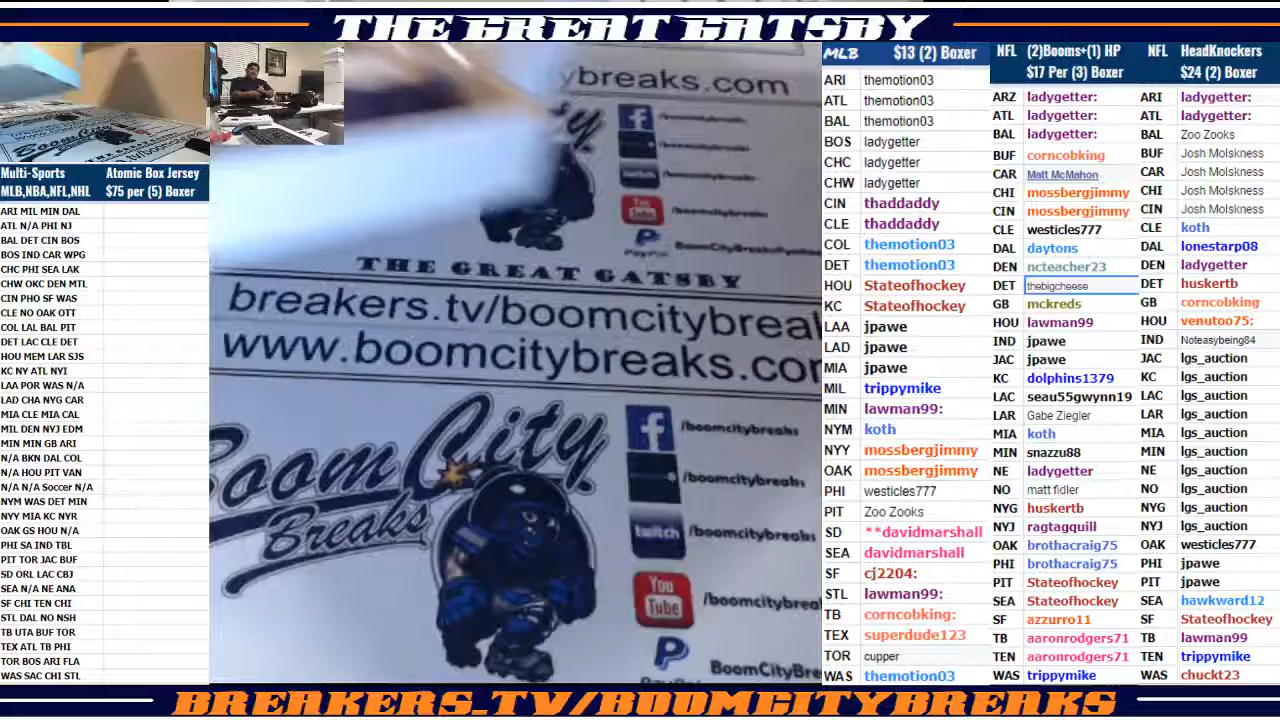 THE GREAT GATSBY
ybreaks.com
/boomcitybreaks
You Tube
THE GREAT GATSBY
breakers.tv/boomcitybreak
www.boomcitybreaks.co
Boom City Breaks
/boomcitybreaks
/boomcitybreaks
twitch /boomcitybreaks
You Tube /boomcitybrea
BoomCityBre
Multi-Sports Atomic Box Jersey
MLB,NBA,NFL,NHL $75 per (5) Boxer
ARI MIL MIN DAL
ATL N/A PHI NJ
BAL DET CIN BOS
BOS IND CAR WPG
CHC PHI SEA LAK
CHW OKC DEN MTL
CIN PHO SF WAS
CLE NO OAK OTT
COL LAL BAL PIT
DET LAC CLE DET
HOU MEM LAR SJS
KC NY ATL NYI
LAA POR WAS N/A
LAD CHA NYG CAR
MIA CLE MIA CAL
MIL DEN NYJ EDM
MIN MIN GB ARI
N/A BKN DAL COL
N/A HOU PIT VAN
N/A N/A Soccer N/A
NYM WAS DET MIN
NYY MIA KC NYR
OAK GS HOU N/A
PHI SA IND TBL
PIT TOR JAC BUF
SD ORL LAC CBJ
SEA N/A NE ANA
SF CHI TEN CHI
STL DAL NO NSH
TB UTA BUF TOR
TEX ATL TB PHI
TOR BOS ARI FLA
WAS SAC CHI STL
MLB $13 (2) Boxer
ARI themotion03
ATL themotion03
BAL themotion03
BOS ladygetter
CHC ladygetter
CHW ladygetter
CIN thaddaddy
CLE thaddaddy
COL themotion03
DET themotion03
HOU Stateofhockey
KC Stateofhockey
LAA jpawe
LAD jpawe
MIA jpawe
MIL trippymike
MIN lawman99:
NYM koth
NYY mossbergjimmy
OAK mossbergjimmy
PHI westicles777
PIT Zoo Zooks
SD **davidmarshall
SEA davidmarshall
SF cj2204:
STL lawman99:
TB corncobking:
TEX superdude123
TOR cupper
WAS themotion03
NFL (2)Booms+(1) HP
$17 Per (3) Boxer
ARZ ladygetter:
ATL ladygetter:
BAL ladygetter:
BUF corncobking
CAR Matt McMahon
CHI mossbergjimmy
CIN mossbergjimmy
CLE westicles777
DAL daytons
DEN ncteacher23
DET thebigcheese
GB mckreds
HOU lawman99
IND jpawe
JAC jpawe
KC dolphins1379
LAC seau55gwynn19
LAR Gabe Ziegler
MIA koth
MIN snazzu88
NE ladygetter
NO matt fidler
NYG huskertb
NYJ ragtagquill
OAK brothacraig75
PHI brothacraig75
PIT Stateofhockey
SEA Stateofhockey
SF azzurro11
TB aaronrodgers71
TEN aaronrodgers71
WAS trippymike
NFL HeadKnockers
$24 (2) Boxer
ARI ladygetter:
ATL ladygetter:
BAL Zoo Zooks
BUF Josh Molskness
CAR Josh Molskness
CHI Josh Molskness
CIN Josh Molskness
CLE koth
DAL lonestarp08
DEN ladygetter
DET huskertb
GB corncobking
HOU venutoo75:
IND Noteasybeing84
JAC lgs_auction
KC lgs_auction
LAC lgs_auction
LAR lgs_auction
MIA lgs_auction
MIN lgs_auction
NE lgs_auction
NO lgs_auction
NYG lgs_auction
NYJ lgs_auction
OAK westicles777
PHI jpawe
PIT jpawe
SEA hawkward12
SF Stateofhockey
TB lawman99
TEN trippymike
WAS chuckt23
BREAKERS.TV/BOOMCITYBREAKS